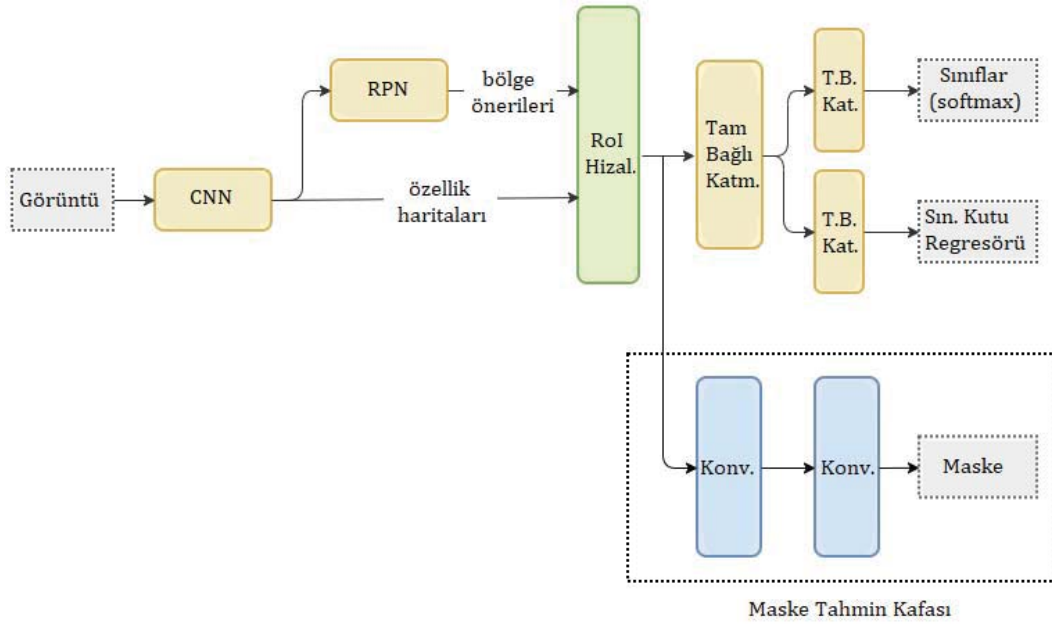 Görüntü
CNN
RPN
bölge
önerileri
özellik
haritaları
RoI
Hizal.
Tam
Bağlı
Katm.
T.B.
Kat.
Sınıflar
(softmax)
T.B.
Kat.
Sın. Kutu
Regresörü
Konv.
Konv.
Maske
Maske Tahmin Kafası